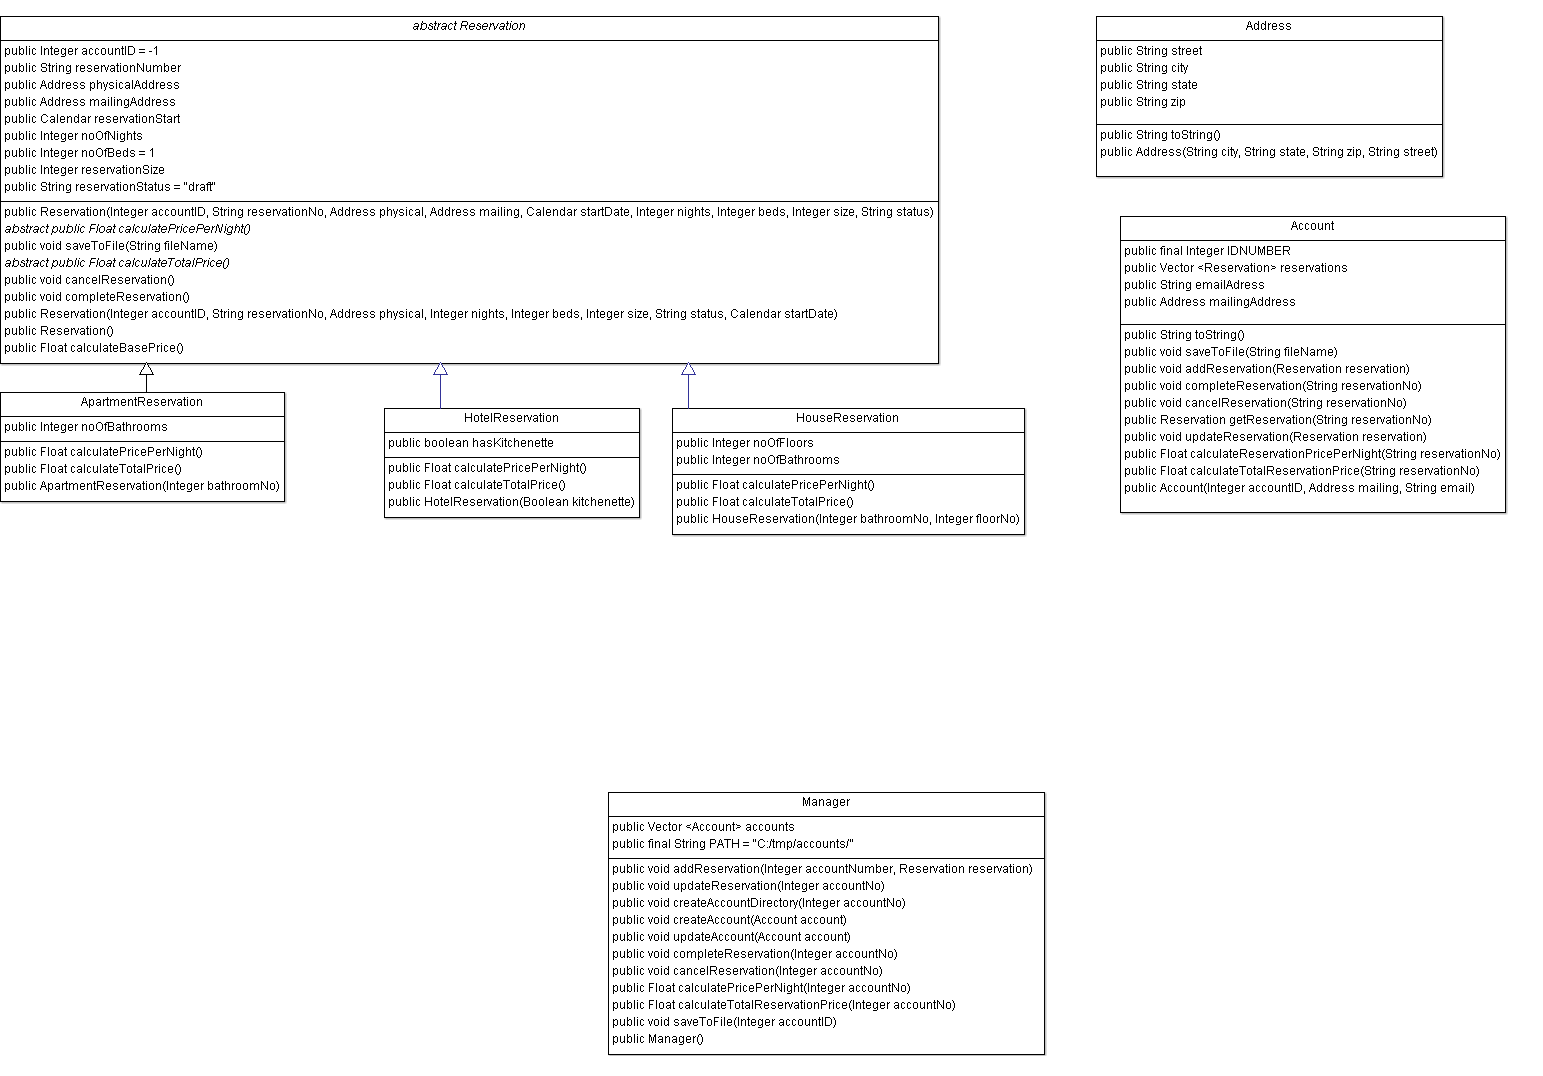 abstract Reservation
public Integer accountID = -1
public String reservationNumber
public Address physicalAddress
public Address mailingAddress
public Calendar reservationStart
public Integer noOfNights
public Integer noOfBeds = 1
public Integer reservationSize
public String reservationStatus = "draft"
public Reservation(Integer accountID, String reservationNo, Address physical, Address mailing, Calendar startDate, Integer nights, Integer beds, Integer size, String status)
abstract public Float calculatePricePerNight()
public void saveToFile(String fileName)
abstract public Float calculateTotalPrice()
public void cancelReservation()
public void completeReservation()
public Reservation(Integer accountID, String reservationNo, Address physical, Integer nights, Integer beds, Integer size, String status, Calendar startDate)
public Reservation()
public Float calculateBasePrice()
Address
public String street
public String city
public String state
public String zip
public String toString()
public Address(String city, String state, String zip, String street)
Account
public final Integer IDNUMBER
public Vector <Reservation> reservations
public String emailAdress
public Address mailingAddress
public String toString()
public void saveToFile(String fileName)
public void addReservation(Reservation reservation)
public void completeReservation(String reservationNo)
public void cancelReservation(String reservationNo)
public Reservation getReservation(String reservationNo)
public void updateReservation(Reservation reservation)
public Float calculateReservationPricePerNight(String reservationNo)
public Float calculateTotalReservationPrice(String reservationNo)
public Account(Integer accountID, Address mailing, String email)
ApartmentReservation
public Integer noOfBathrooms
public Float calculatePricePerNight()
public Float calculateTotalPrice()
public ApartmentReservation(Integer bathroomNo)
HotelReservation
public boolean hasKitchenette
public Float calculatePricePerNight()
public Float calculateTotalPrice()
public HotelReservation(Boolean kitchenette)
HouseReservation
public Integer noOfFloors
public Integer noOfBathrooms
public Float calculatePricePerNight()
public Float calculateTotalPrice()
public HouseReservation(Integer bathroomNo, Integer floorNo)
Manager
public Vector <Account> accounts
public final String PATH = "C:/tmp/accounts/"
public void addReservation(Integer accountNumber, Reservation reservation)
public void updateReservation(Integer accountNo)
public void createAccountDirectory(Integer accountNo)
public void createAccount(Account account)
public void updateAccount(Account account)
public void completeReservation(Integer accountNo)
public void cancelReservation(Integer accountNo)
public Float calculatePricePerNight(Integer accountNo)
public Float calculateTotalReservationPrice(Integer accountNo)
public void saveToFile(Integer accountID)
public Manager()